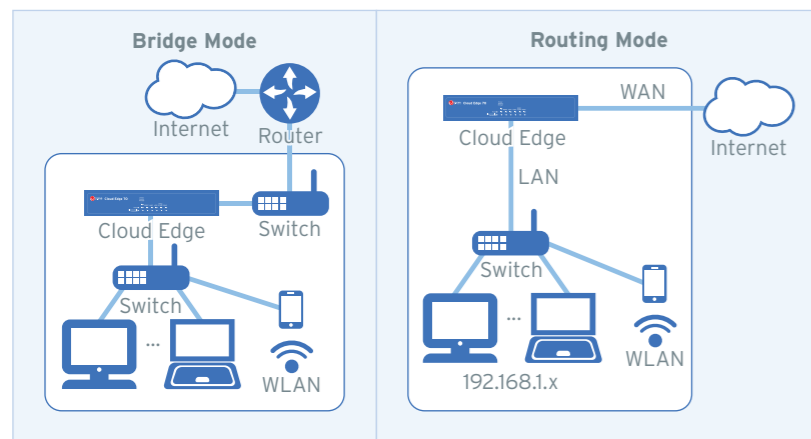 Bridge Mode
Internet
Router
Cloud Edge
Switch
Switch
...
WLAN
Routing Mode
WAN
Cloud Edge
Internet
LAN
Switch
...
WLAN
192.168.1.x